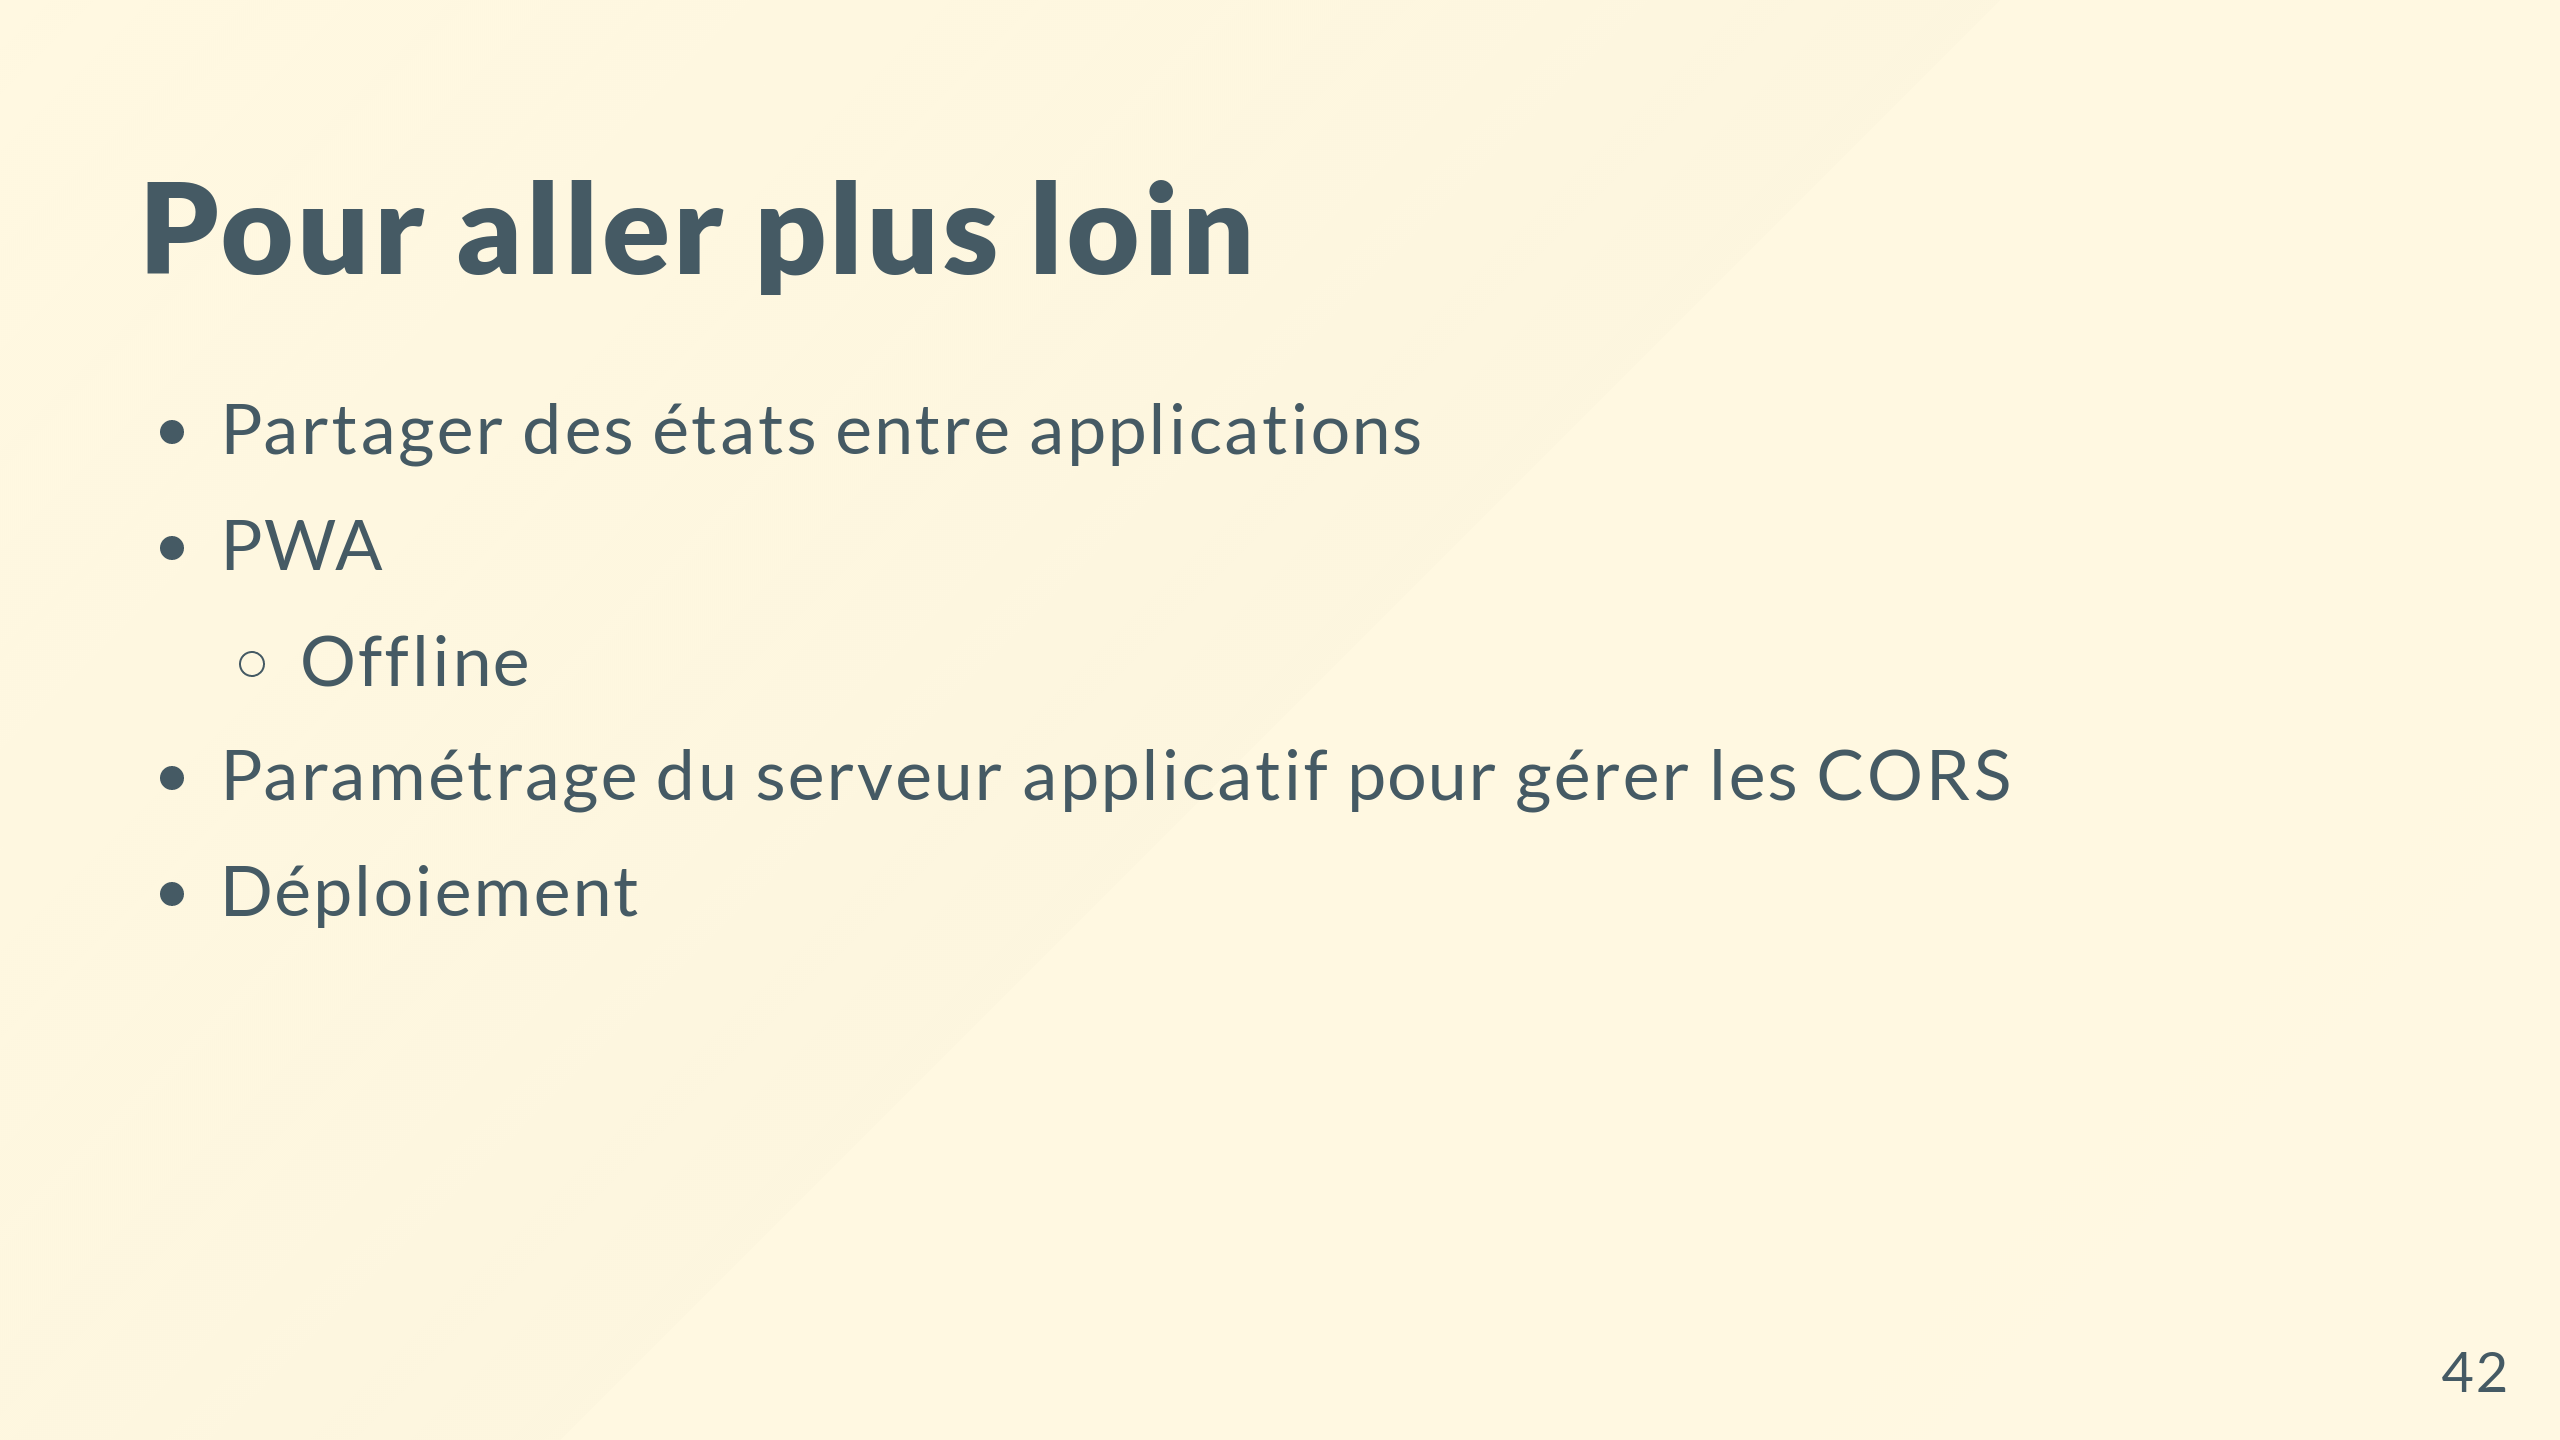 Pour aller plus loin
Partager des états entre applications
PWA
Offline
Paramétrage du serveur applicatif pour gérer les CORS
Déploiement
42